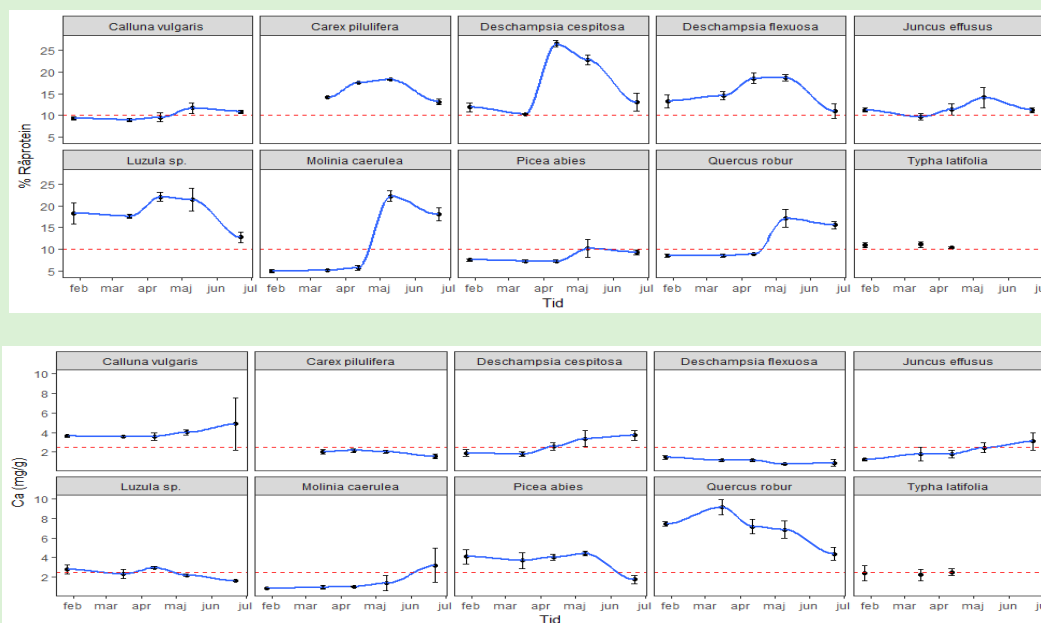 Calluna vulgaris Carex pilulifera Deschampsia cespitosa Deschampsia flexuosa Juncus effusus
25
20
15
10
5
% Råprotein
Luzula sp. Molinia caerulea Picea abies Quercus robur Typha latifolia
25
20
15
10
5
feb mar apr maj jun jul feb mar apr maj jun jul feb mar apr maj jun jul feb mar apr maj jun jul feb mar apr maj jun jul
Tid
Calluna vulgaris Carex pilulifera Deschampsia cespitosa Deschampsia flexuosa Juncus effusus
10
8
6
4
2
Ca (mg/g)
Luzula sp. Molinia caerulea Picea abies Quercus robur Typha latifolia
10
8
6
4
2
feb mar apr maj jun jul feb mar apr maj jun jul feb mar apr maj jun jul feb mar apr maj jun jul feb mar apr maj jun jul
Tid